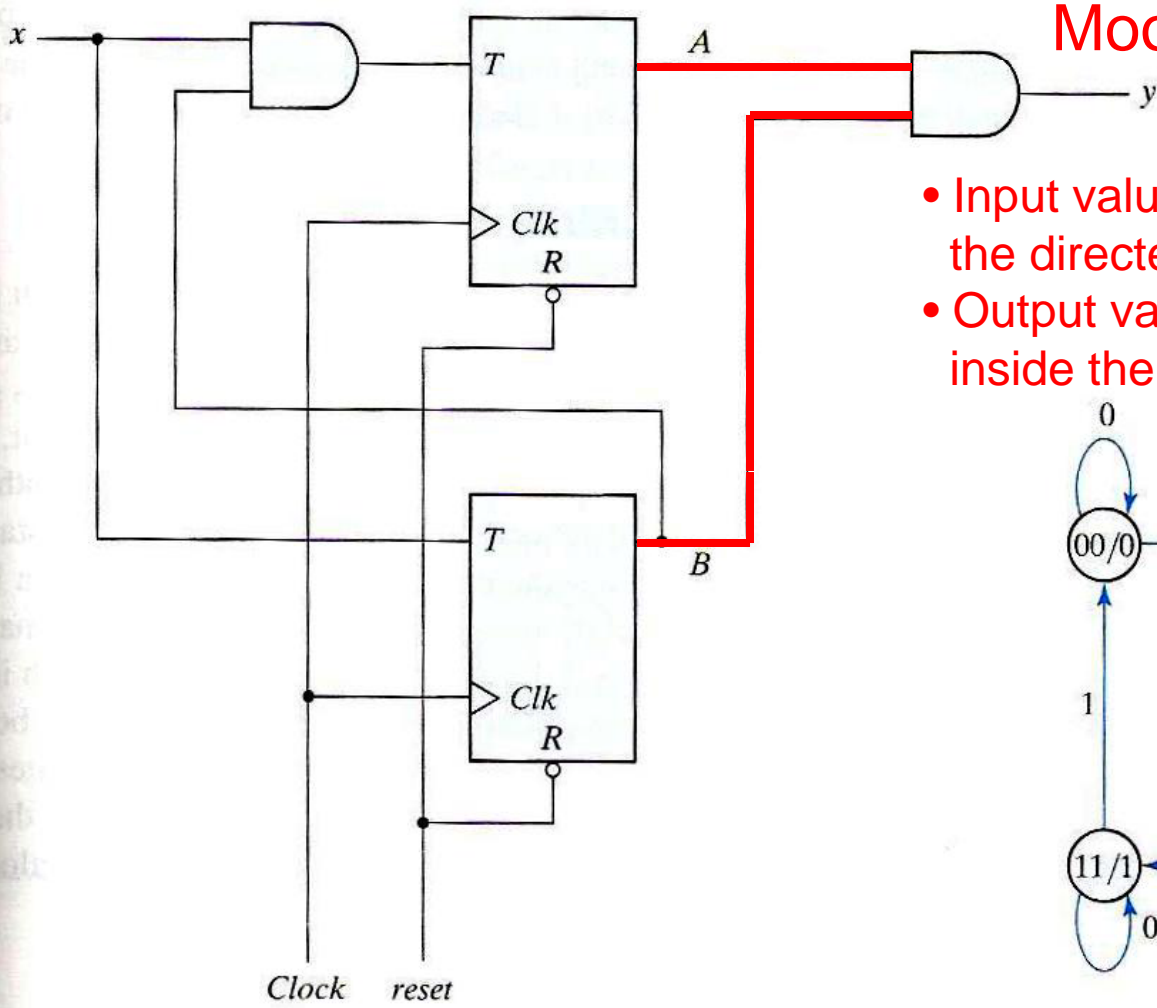 x
T
A
Moo
y
Clk
R
• Input valu
the directe
• Output va
inside the
0
00/0
T
B
1
Clk
R
11/1
0
Clock reset